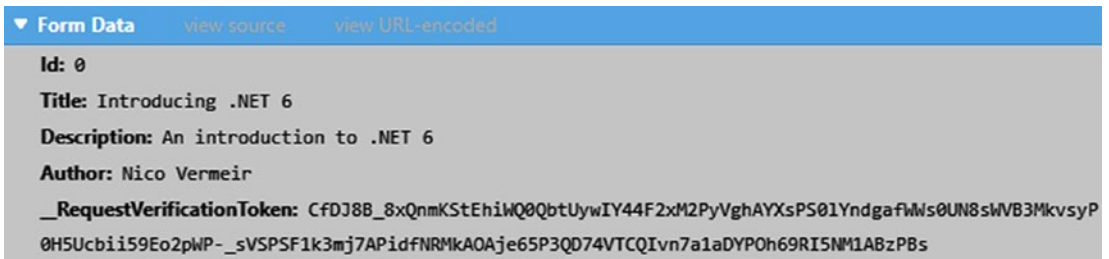 ▼ Form Data view source view URL-encoded
Id: 0
Title: Introducing .NET 6
Description: An introduction to .NET 6
Author: Nico Vermeir
__RequestVerificationToken: CfDJ8B_8xQnmKStEhiWQ0QbtUywIY44F2xM2PyVghAYXsPS0lYndgafWWs0UN8sWVB3MkvsyP
0H5Ucbii59Eo2pWP-_sVSPSF1k3mj7APidfNRMkAOAje65P3QD74VTCQIvn7a1aDYPOh69RI5NM1ABzPBs